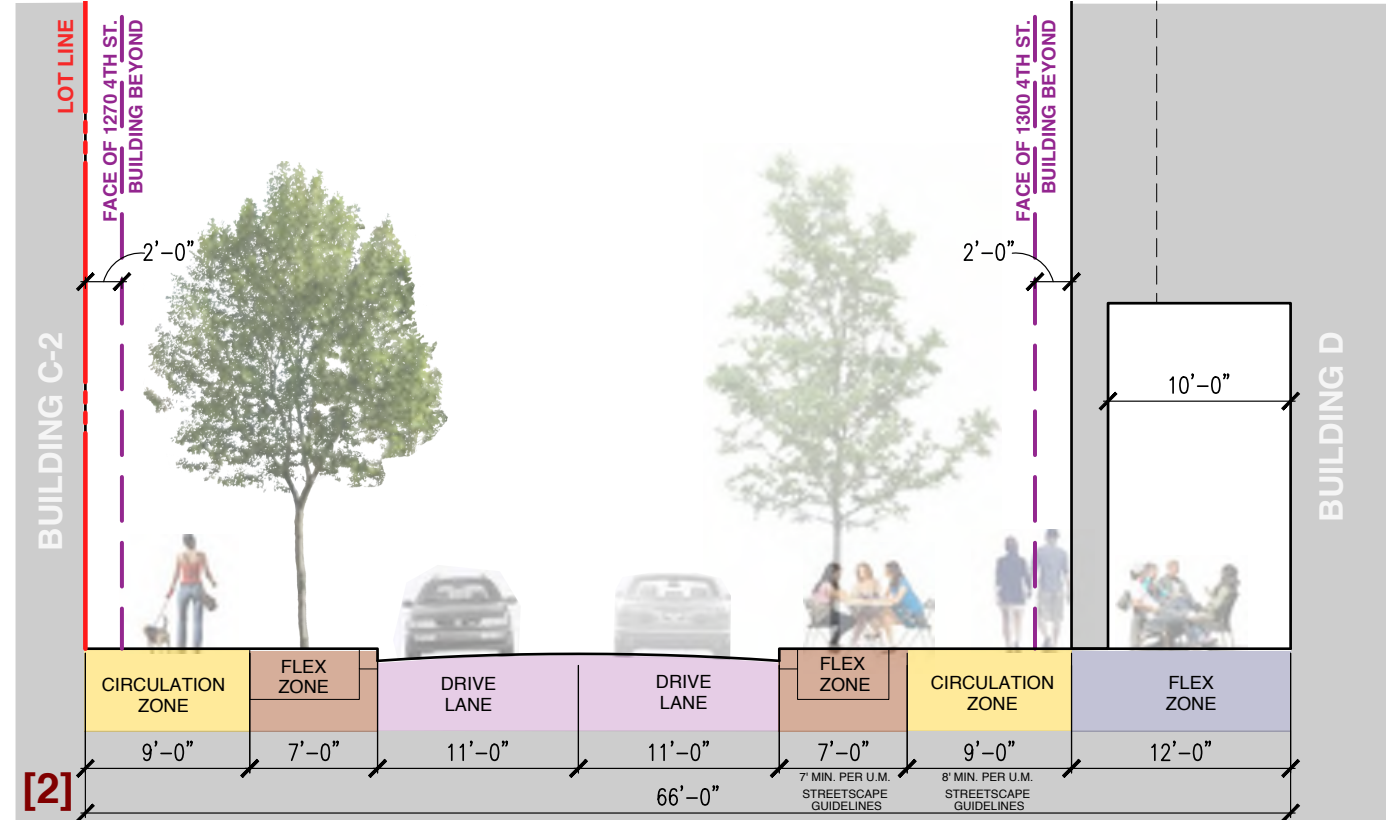 LOT LINE
FACE OF 1270 4TH ST.
BUILDING BEYOND
FACE OF 1300 4TH ST.
BUILDING BEYOND
2'-0"
2'-0"
BUILDING C-2
10'-0"
BUILDING D
CIRCULATION
ZONE
FLEX
ZONE
DRIVE
LANE
DRIVE
LANE
FLEX
ZONE
CIRCULATION
ZONE
FLEX
ZONE
9'-0"
7'-0"
11'-0"
11'-0"
7'-0"
9'-0"
12'-0"
7' MIN. PER U.M.
STREETSCAPE
GUIDELINES
8' MIN. PER U.M.
STREETSCAPE
GUIDELINES
[2]
66'-0"